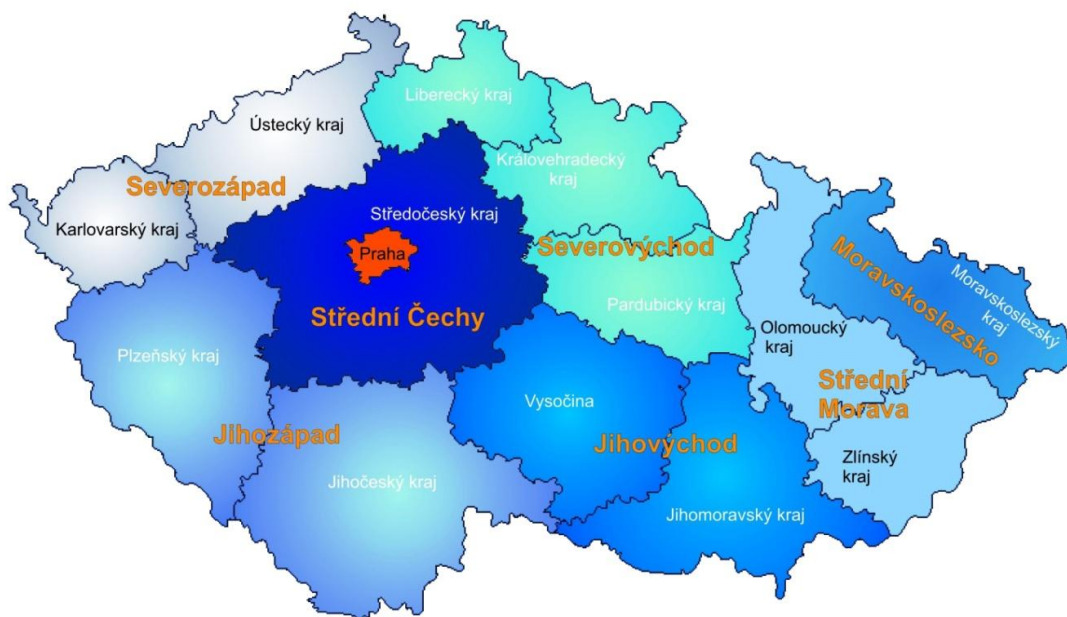 Liberecký kraj
Ústecký kraj
Královehradecký
kraj
Severozápad
Karlovarský kraj
Středočeský kraj
Praha
Severovýchod
Moravskoslezsko
Moravskoslezský
kraj
Pardubický kraj
Střední Čechy
Olomoucký
kraj
Plzeňský kraj
Vysočina
Střední
Morava
Jihozápad
Jihovýchod
Zlínský
kraj
Jihočeský kraj
Jihomoravský kraj